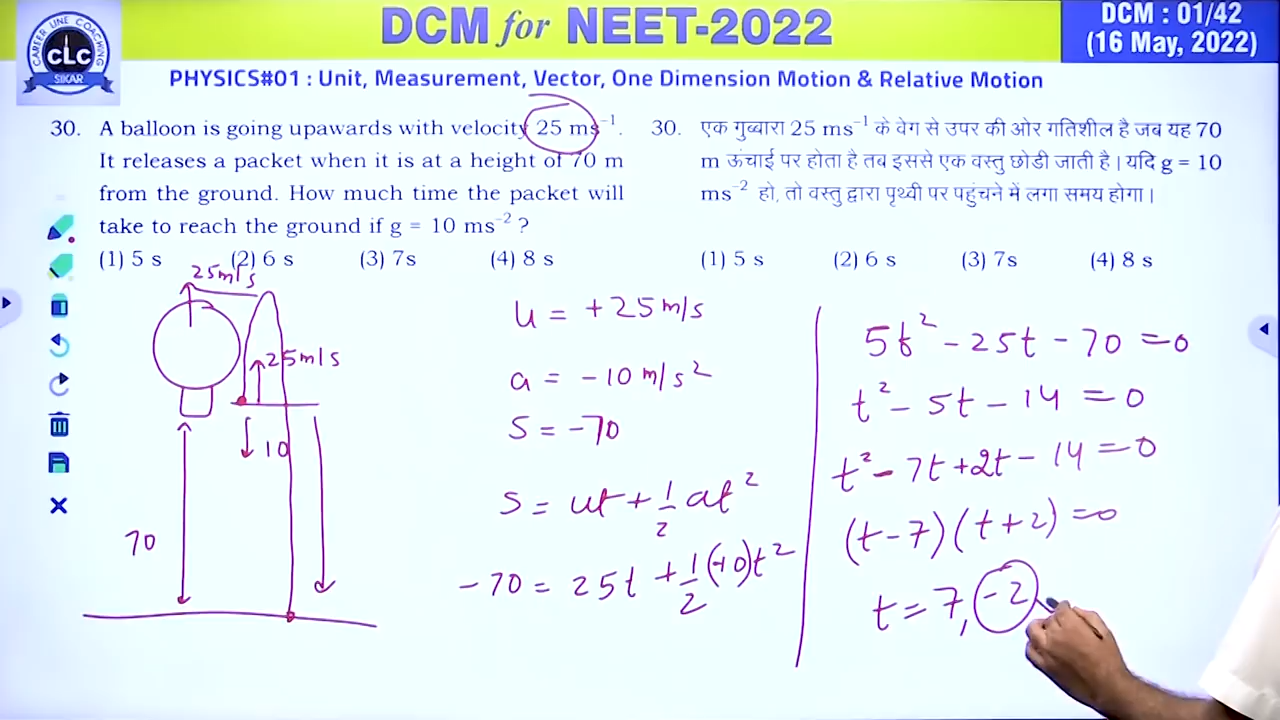 DCM for NEET-2022
DCM : 01/42
(16 May, 2022)
CAREER LINE COACHING
CLC
SIKAR
PHYSICS#01 : Unit, Measurement, Vector, One Dimension Motion & Relative Motion
30. A balloon is going upawards with velocity 25 ms⁻¹.
It releases a packet when it is at a height of 70 m
from the ground. How much time the packet will
take to reach the ground if g = 10 ms⁻² ?
(1) 5 s (2) 6 s (3) 7s (4) 8 s
30. एक गुब्बारा 25 ms⁻¹ के वेग से उपर की ओर गतिशील है जब यह 70
m ऊंचाई पर होता है तब इससे एक वस्तु छोडी जाती है। यदि g = 10
ms⁻² हो, तो वस्तु द्वारा पृथ्वी पर पहुंचने में लगा समय होगा।
(1) 5 s (2) 6 s (3) 7s (4) 8 s
25m/s
25m/s
10
70
u = +25m/s
a = -10 m/s²
S = -70
S = ut + 1/2 at²
-70 = 25t + 1/2 (-10)t²
5t² - 25t - 70 = 0
t² - 5t - 14 = 0
t² - 7t + 2t - 14 = 0
(t-7)(t+2) = 0
t = 7, -2